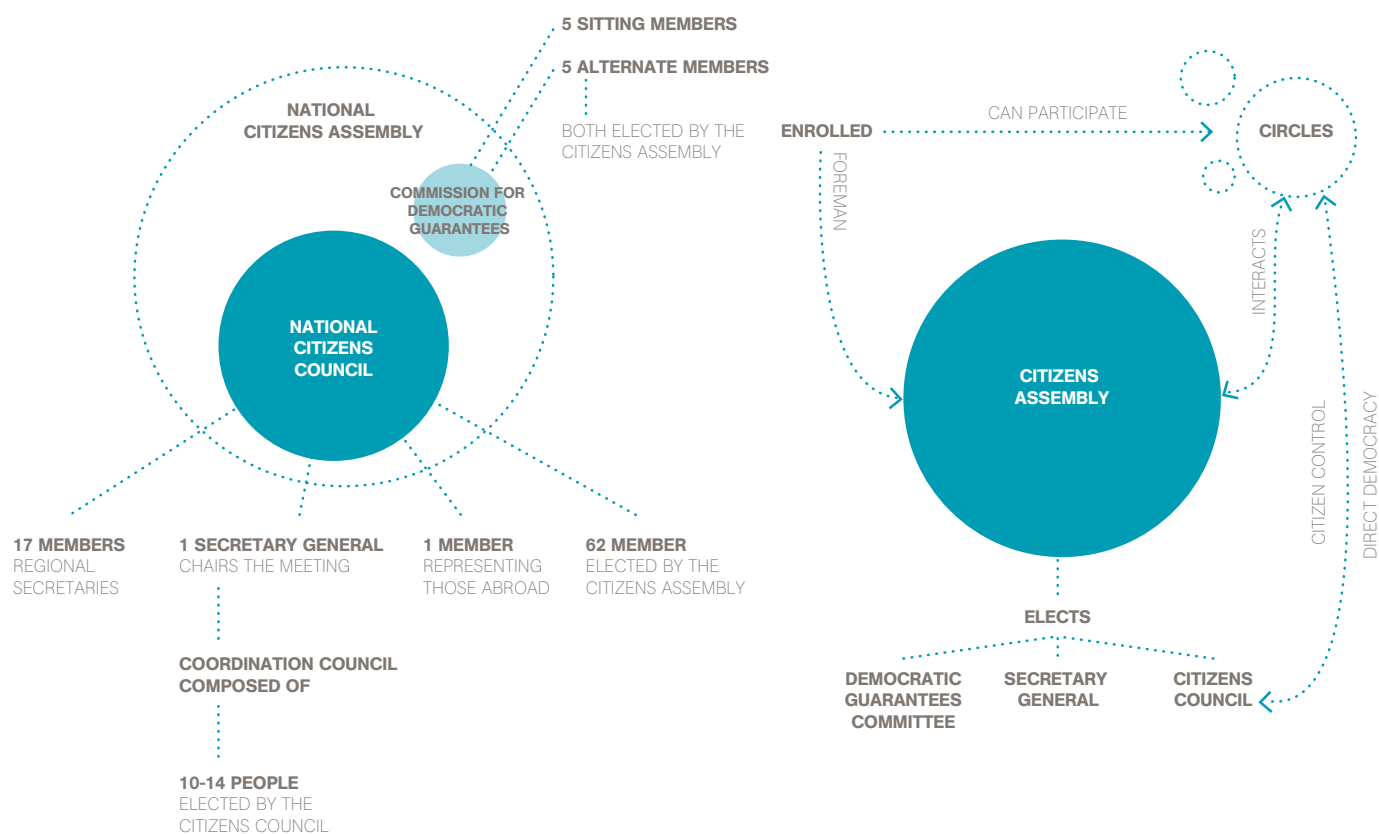 5 SITTING MEMBERS
5 ALTERNATE MEMBERS
BOTH ELECTED BY THE
CITIZENS ASSEMBLY
NATIONAL
CITIZENS ASSEMBLY
COMMISSION FOR
DEMOCRATIC
GUARANTEES
NATIONAL
CITIZENS
COUNCIL
17 MEMBERS
REGIONAL
SECRETARIES
1 SECRETARY GENERAL
CHAIRS THE MEETING
1 MEMBER
REPRESENTING
THOSE ABROAD
62 MEMBER
ELECTED BY THE
CITIZENS ASSEMBLY
COORDINATION COUNCIL
COMPOSED OF
10-14 PEOPLE
ELECTED BY THE
CITIZENS COUNCIL
ENROLLED
CAN PARTICIPATE
CIRCLES
FOREMAN
INTERACTS
CITIZENS
ASSEMBLY
CITIZEN CONTROL
DIRECT DEMOCRACY
ELECTS
DEMOCRATIC
GUARANTEES
COMMITTEE
SECRETARY
GENERAL
CITIZENS
COUNCIL